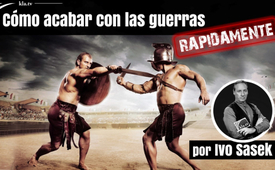 kla.tv
cómo acabar con las guerras
RAPIDAMENTE
por Ivo Sasek